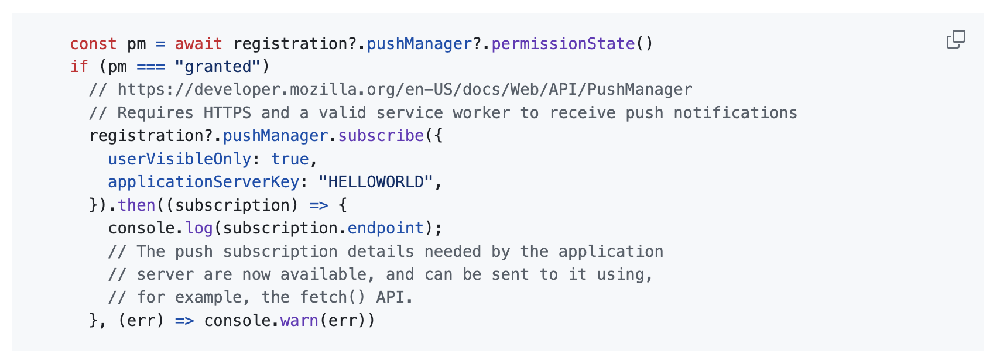 const pm = await registration?.pushManager?.permissionState()
if (pm === "granted")
// https://developer.mozilla.org/en-US/docs/Web/API/PushManager
// Requires HTTPS and a valid service worker to receive push notifications
registration?.pushManager.subscribe({
userVisibleOnly: true,
applicationServerKey: "HELLOWORLD",
}).then((subscription) => {
console.log(subscription.endpoint);
// The push subscription details needed by the application
// server are now available, and can be sent to it using,
// for example, the fetch() API.
}, (err) => console.warn(err))